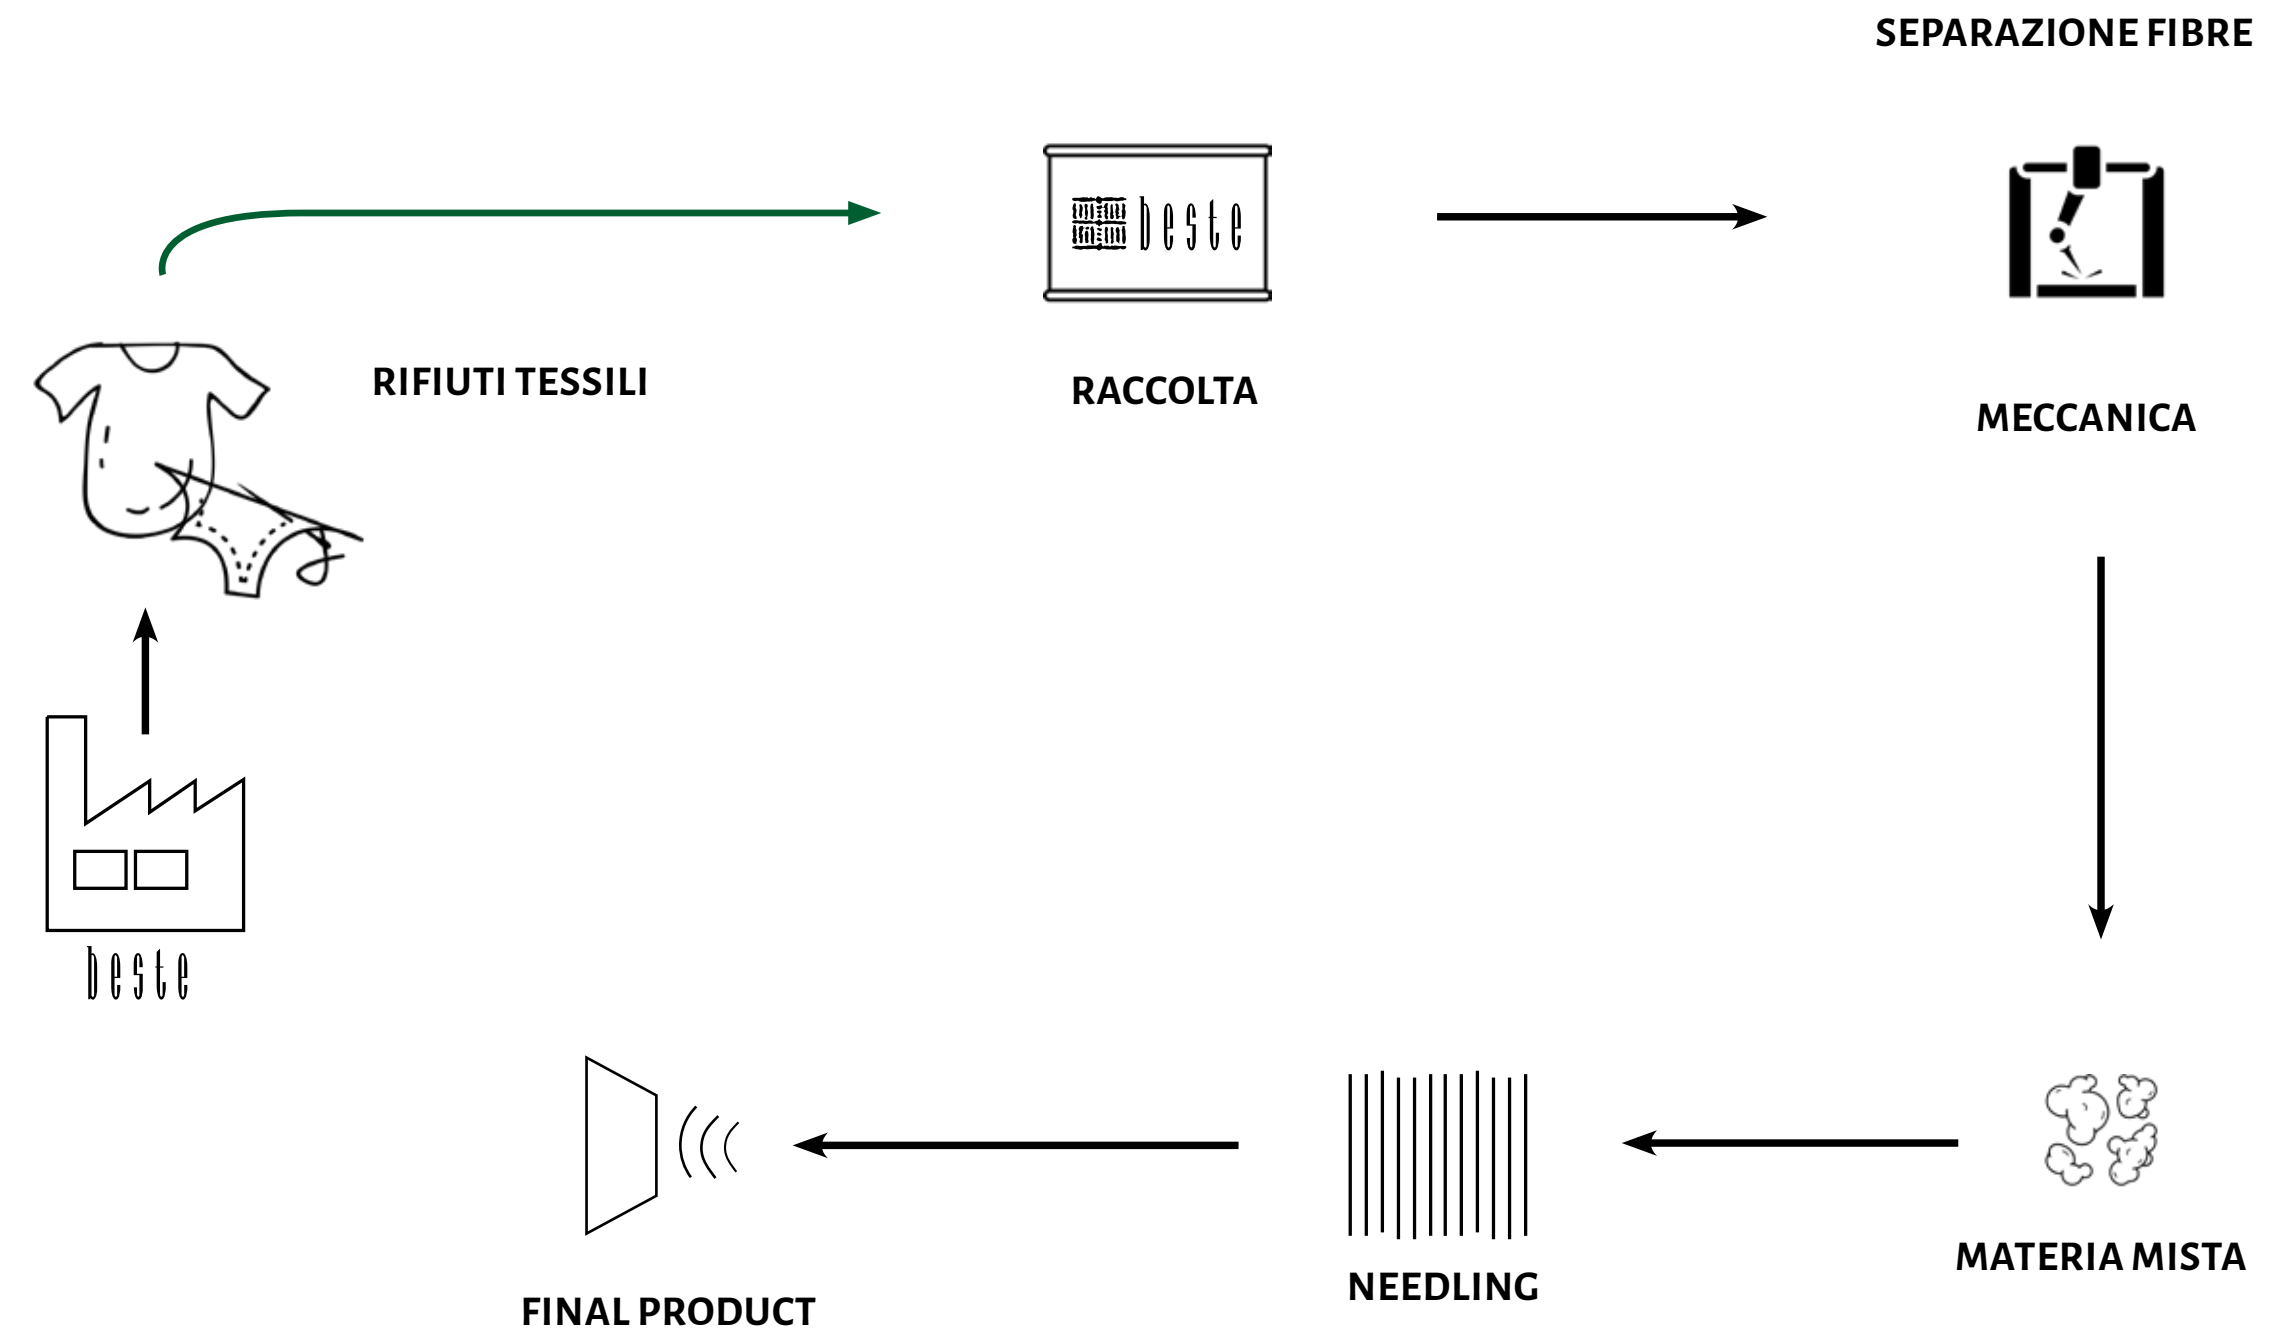 SEPARAZIONE FIBRE
beste
RIFIUTI TESSILI
RACCOLTA
MECCANICA
beste
MATERIA MISTA
NEEDLING
FINAL PRODUCT